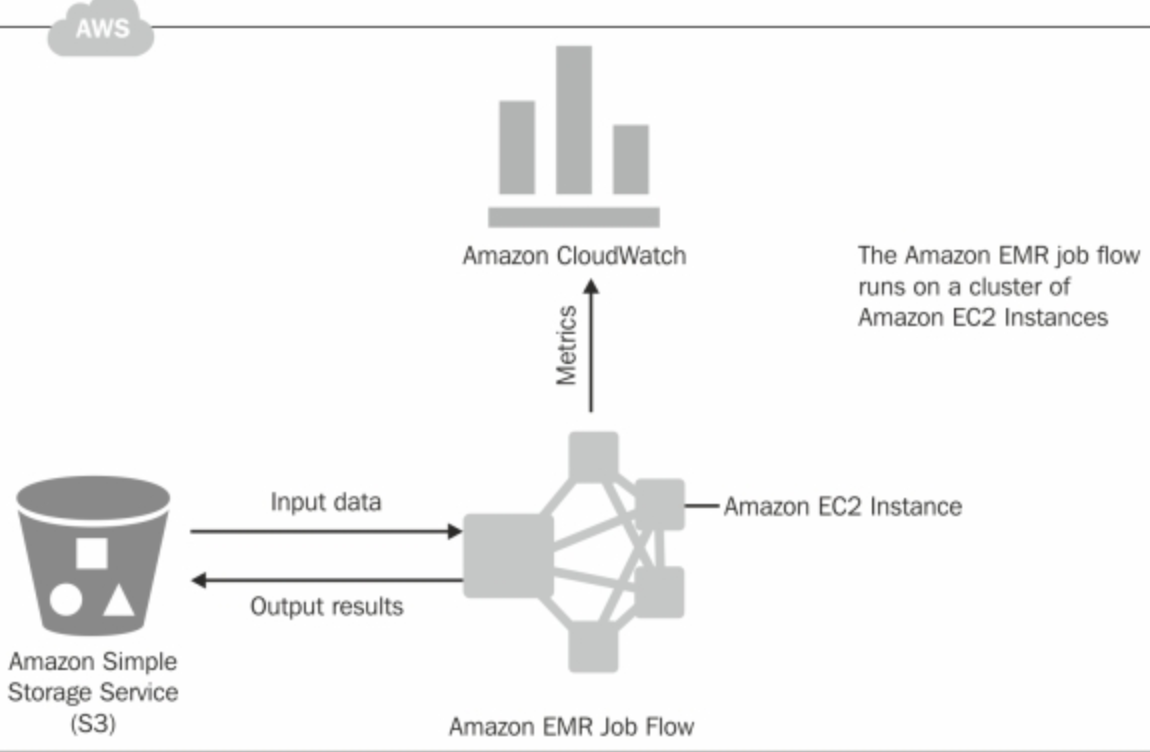 AWS
Amazon CloudWatch
The Amazon EMR job flow
runs on a cluster of
Amazon EC2 Instances
Metrics
Input data
Amazon EC2 Instance
Output results
Amazon Simple
Storage Service
(S3)
Amazon EMR Job Flow